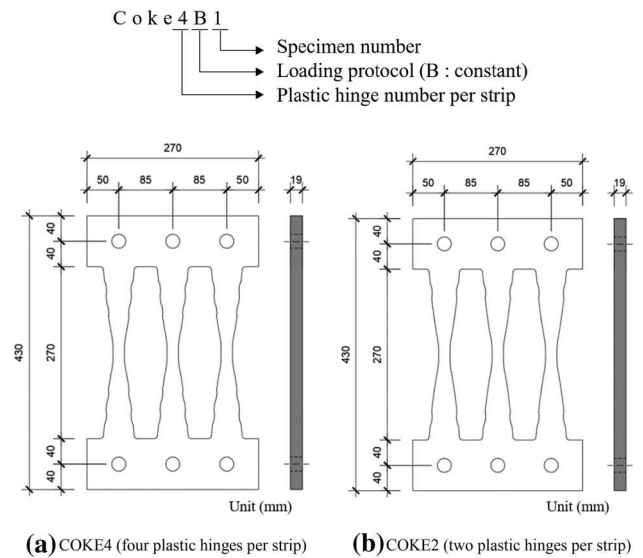 Coke4B1
Specimen number
Loading protocol (B : constant)
Plastic hinge number per strip
270
50 85 85 50
19
40
40
430
270
40
40
Unit (mm)
(a) COKE4 (four plastic hinges per strip)
270
50 85 85 50
19
40
40
430
270
40
40
Unit (mm)
(b) COKE2 (two plastic hinges per strip)